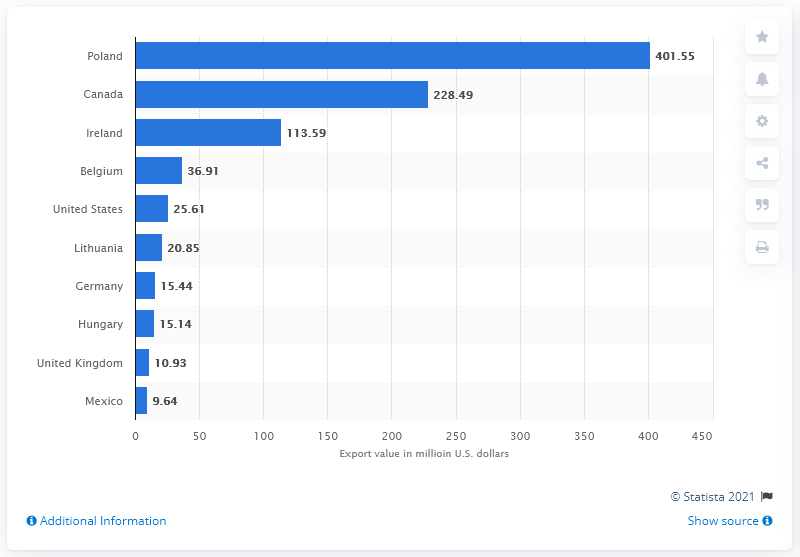 Poland 401.55
Canada 228.49
Ireland 113.59
Belgium 36.91
United States 25.61
Lithuania 20.85
Germany 15.44
Hungary 15.14
United Kingdom 10.93
Mexico 9.64
0 50 100 150 200 250 300 350 400 450
Export value in millioin U.S. dollars
© Statista 2021
Additional Information
Show source